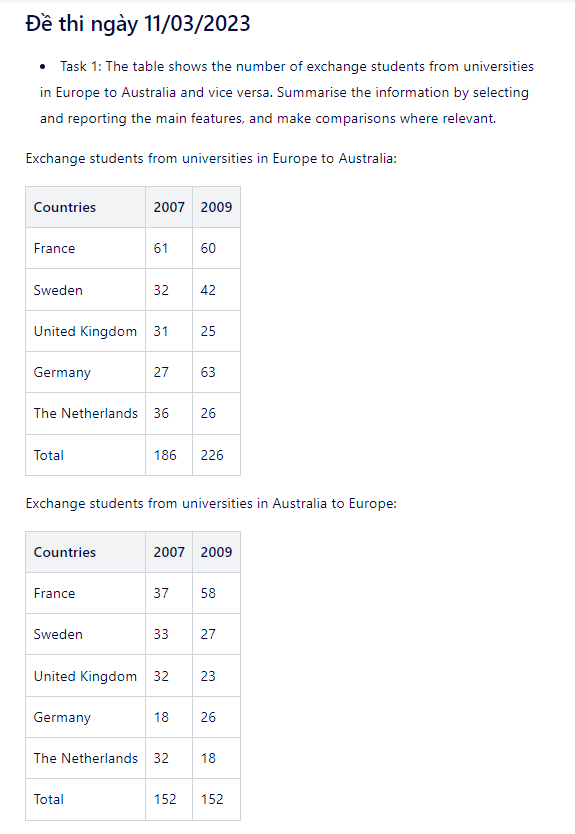 Đề thi ngày 11/03/2023
• Task 1: The table shows the number of exchange students from universities
in Europe to Australia and vice versa. Summarise the information by selecting
and reporting the main features, and make comparisons where relevant.
Exchange students from universities in Europe to Australia:
Countries 2007 2009
France 61 60
Sweden 32 42
United Kingdom 31 25
Germany 27 63
The Netherlands 36 26
Total 186 226
Exchange students from universities in Australia to Europe:
Countries 2007 2009
France 37 58
Sweden 33 27
United Kingdom 32 23
Germany 18 26
The Netherlands 32 18
Total 152 152